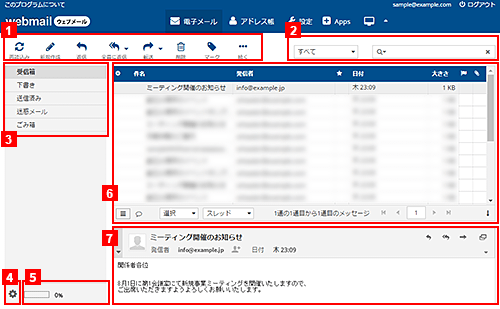 このプログラムについて
sample@example.com ログアウト
webmail ウェブメール
電子メール アドレス帳 設定 Apps
1
2
再読込み 新規作成 返信 全員に返信 転送 削除 マーク 続く
すべて
受信箱
下書き
送信済み
迷惑メール
ごみ箱
3
件名 発信者 日付 大きさ
ミーティング開催のお知らせ info@example.jp 木 23:09 1 KB
6
選択 スレッド 1通の1通目から1通目のメッセージ 1
7
ミーティング開催のお知らせ
発信者 info@example.jp 日付 木 23:09
関係者各位
8月1日に第1会議室にて新規事業ミーティングを開催いたしますので、
ご出席いただきますようよろしくお願いいたします。
4
5
0%